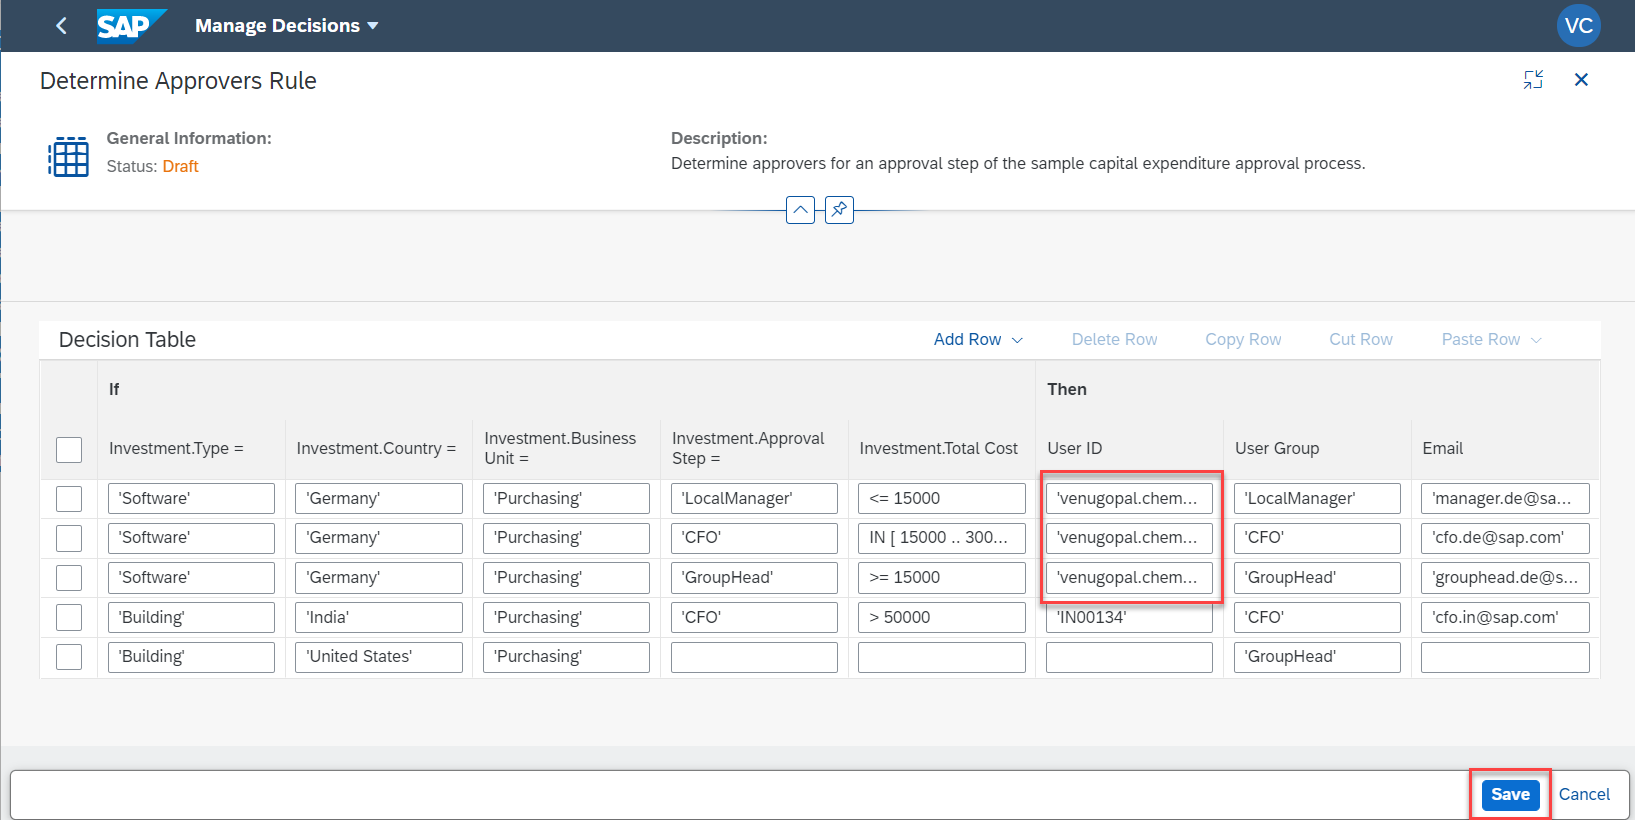 SAP Manage Decisions VC
Determine Approvers Rule
General Information:
Status: Draft
Description:
Determine approvers for an approval step of the sample capital expenditure approval process.
Decision Table Add Row Delete Row Copy Row Cut Row Paste Row
If Then
Investment.Type = Investment.Country = Investment.Business Unit = Investment.Approval Step = Investment.Total Cost User ID User Group Email
'Software' 'Germany' 'Purchasing' 'LocalManager' <= 15000 'venugopal.chem... 'LocalManager' 'manager.de@sa...
'Software' 'Germany' 'Purchasing' 'CFO' IN [ 15000 .. 300... 'venugopal.chem... 'CFO' 'cfo.de@sap.com'
'Software' 'Germany' 'Purchasing' 'GroupHead' >= 15000 'venugopal.chem... 'GroupHead' 'grouphead.de@s...
'Building' 'India' 'Purchasing' 'CFO' > 50000 'IN00134' 'CFO' 'cfo.in@sap.com'
'Building' 'United States' 'Purchasing' 'GroupHead'
Save Cancel